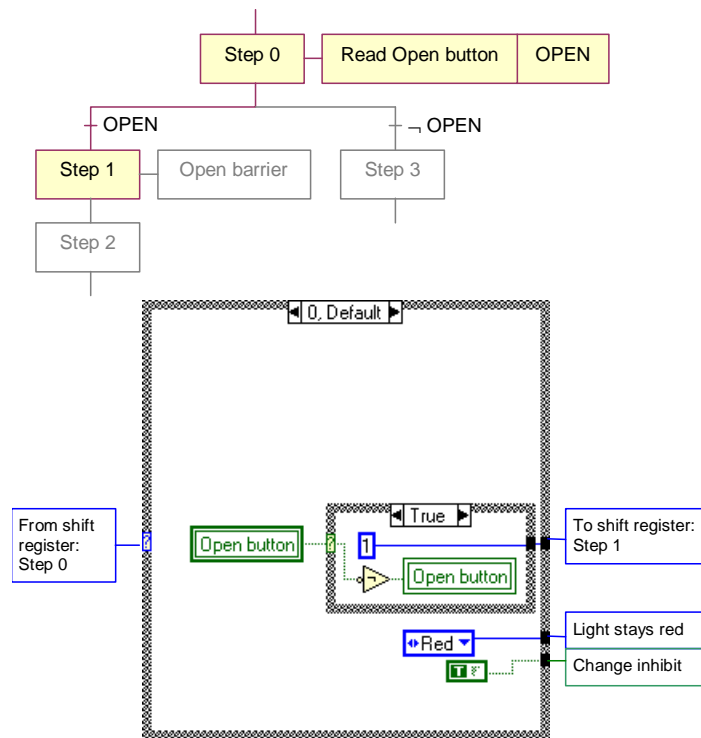 Step 0
Read Open button
OPEN
OPEN
¬ OPEN
Step 1
Open barrier
Step 3
Step 2
0, Default
True
From shift
register:
Step 0
?
Open button
?
1
¬
Open button
To shift register:
Step 1
Red
Light stays red
T
Change inhibit